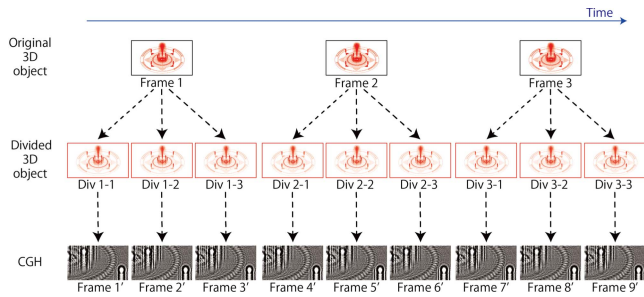 Time
Original
3D
object
Frame 1
Frame 2
Frame 3
Divided
3D
object
Div 1-1
Div 1-2
Div 1-3
Div 2-1
Div 2-2
Div 2-3
Div 3-1
Div 3-2
Div 3-3
CGH
Frame 1’
Frame 2’
Frame 3’
Frame 4’
Frame 5’
Frame 6’
Frame 7’
Frame 8’
Frame 9’